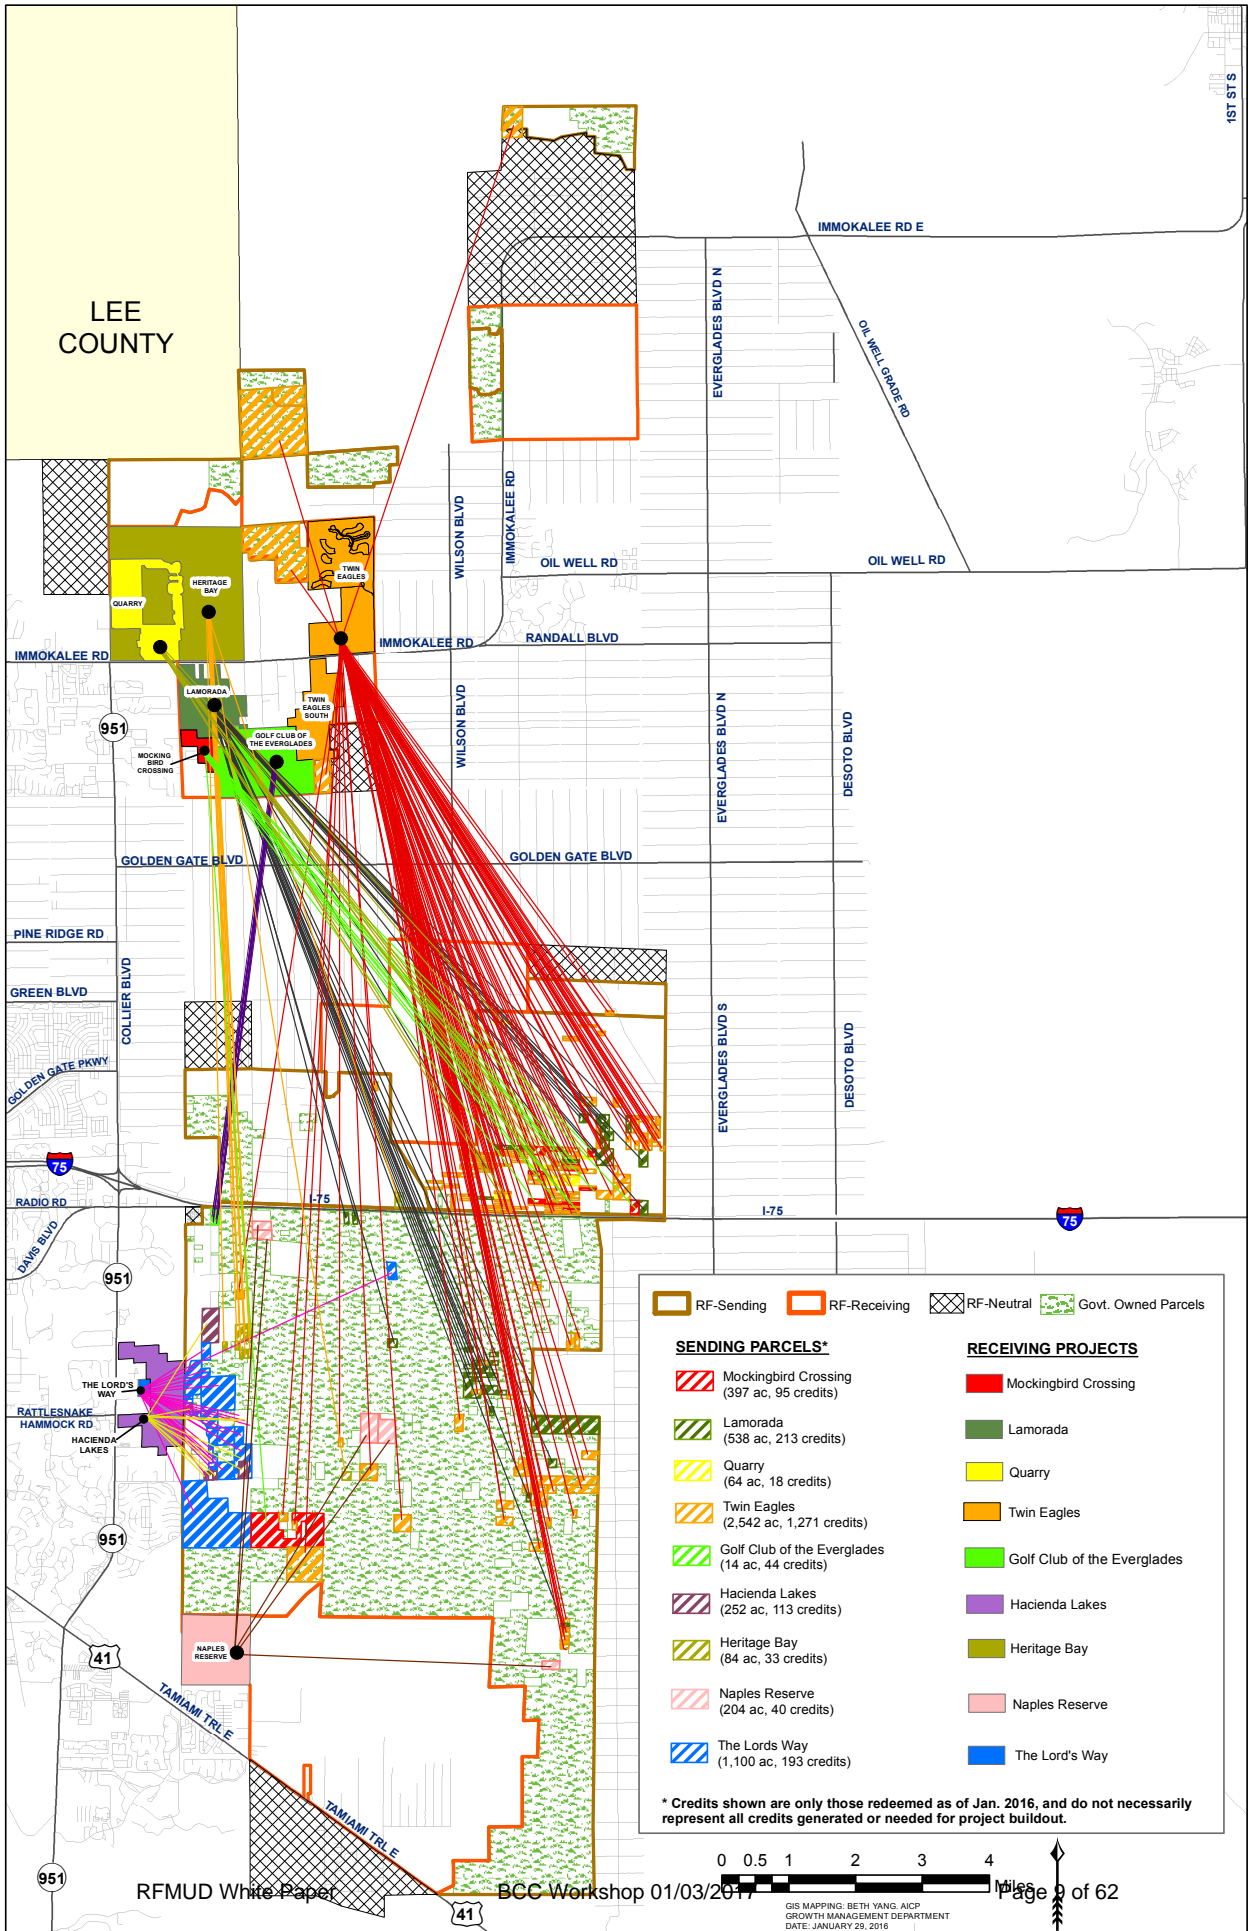 1ST ST S
IMMOKALEE RD E
LEE
COUNTY
EVERGLADES BLVD N
OIL WELL GRADE RD
WILSON BLVD
IMMOKALEE RD
OIL WELL RD
OIL WELL RD
TWIN
EAGLES
HERITAGE
BAY
QUARRY
IMMOKALEE RD
IMMOKALEE RD
RANDALL BLVD
LAMORADA
TWIN
EAGLES
SOUTH
951
GOLF CLUB OF
THE EVERGLADES
MOCKING
BIRD
CROSSING
WILSON BLVD
EVERGLADES BLVD N
DESOTO BLVD
GOLDEN GATE BLVD
GOLDEN GATE BLVD
PINE RIDGE RD
GREEN BLVD
COLLIER BLVD
GOLDEN GATE PKWY
EVERGLADES BLVD S
DESOTO BLVD
75
RADIO RD
I-75
I-75
75
DAVIS BLVD
951
THE LORD'S
WAY
RATTLESNAKE
HAMMOCK RD
HACIENDA
LAKES
951
NAPLES
RESERVE
41
TAMIAMI TRL E
TAMIAMI TRL E
951
41
RF-Sending
RF-Receiving
RF-Neutral
Govt. Owned Parcels
SENDING PARCELS*
RECEIVING PROJECTS
Mockingbird Crossing
(397 ac, 95 credits)
Mockingbird Crossing
Lamorada
(538 ac, 213 credits)
Lamorada
Quarry
(64 ac, 18 credits)
Quarry
Twin Eagles
(2,542 ac, 1,271 credits)
Twin Eagles
Golf Club of the Everglades
(14 ac, 44 credits)
Golf Club of the Everglades
Hacienda Lakes
(252 ac, 113 credits)
Hacienda Lakes
Heritage Bay
(84 ac, 33 credits)
Heritage Bay
Naples Reserve
(204 ac, 40 credits)
Naples Reserve
The Lords Way
(1,100 ac, 193 credits)
The Lord's Way
* Credits shown are only those redeemed as of Jan. 2016, and do not necessarily
represent all credits generated or needed for project buildout.
0 0.5 1 2 3 4
Miles
RFMUD White Paper
BCC Workshop 01/03/2017
Page 9 of 62
GIS MAPPING: BETH YANG, AICP
GROWTH MANAGEMENT DEPARTMENT
DATE: JANUARY 29, 2016